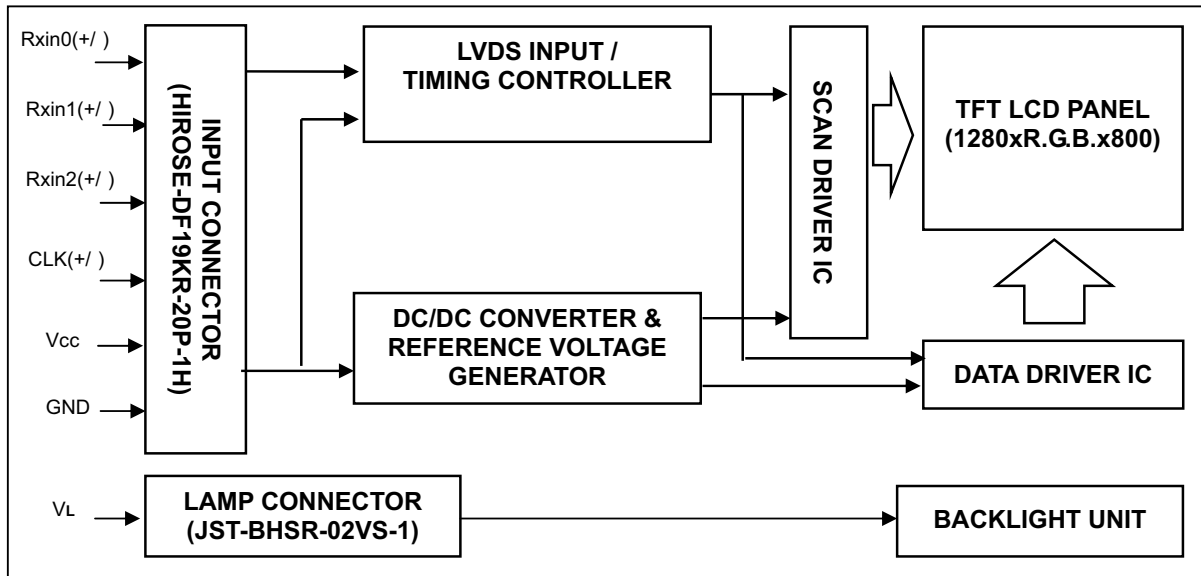 Rxin0(+/ )
Rxin1(+/ )
Rxin2(+/ )
CLK(+/ )
Vcc
GND
VL
INPUT CONNECTOR
(HIROSE-DF19KR-20P-1H)
LVDS INPUT /
TIMING CONTROLLER
DC/DC CONVERTER &
REFERENCE VOLTAGE
GENERATOR
SCAN DRIVER IC
TFT LCD PANEL
(1280xR.G.B.x800)
DATA DRIVER IC
LAMP CONNECTOR
(JST-BHSR-02VS-1)
BACKLIGHT UNIT